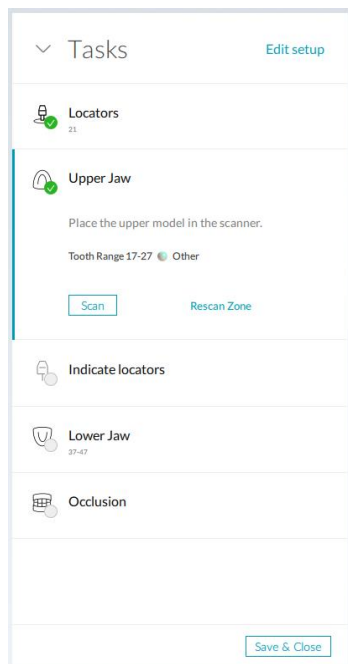 Tasks
Edit setup
Locators
21
Upper Jaw
Place the upper model in the scanner.
Tooth Range 17-27 Other
Scan
Rescan Zone
Indicate locators
Lower Jaw
37-47
Occlusion
Save & Close